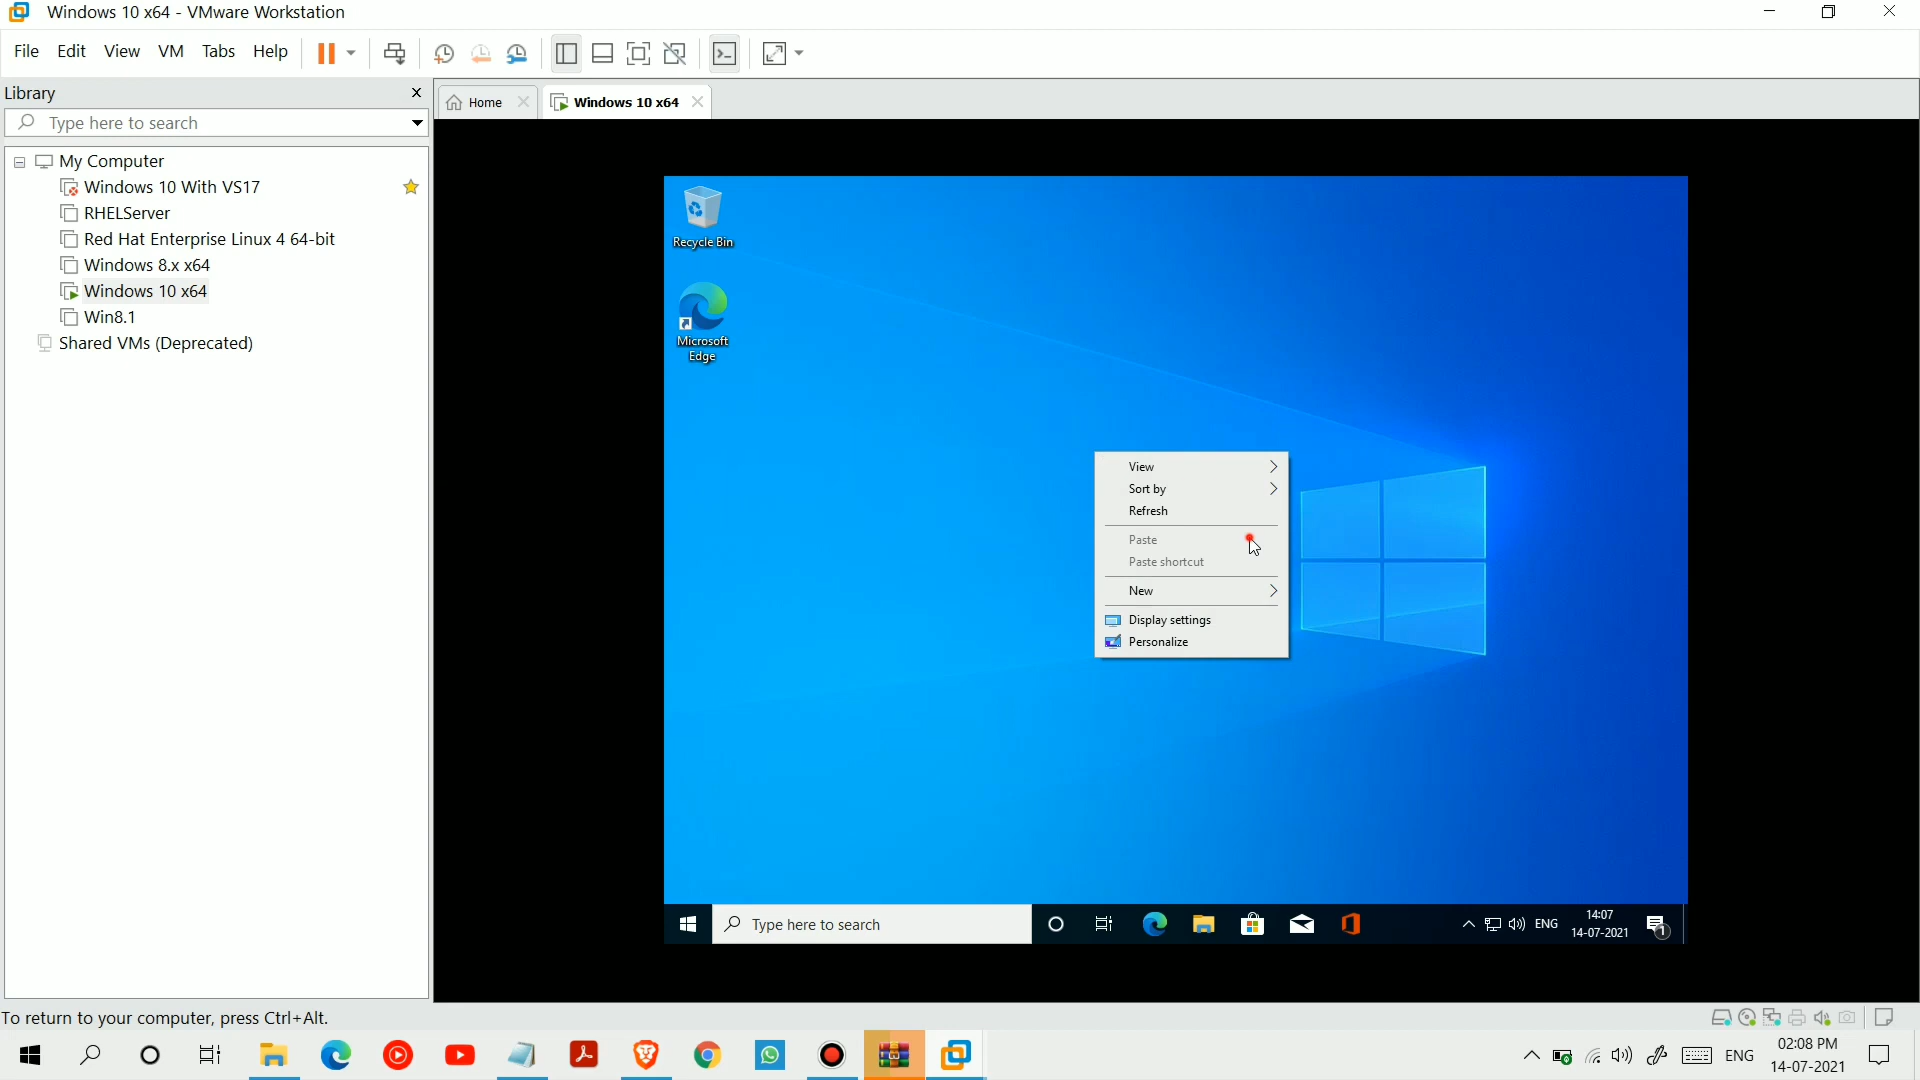 Windows 10 x64 - VMware Workstation
File Edit View VM Tabs Help
Library
Type here to search
My Computer
Windows 10 With VS17
RHELServer
Red Hat Enterprise Linux 4 64-bit
Windows 8.x x64
Windows 10 x64
Win8.1
Shared VMs (Deprecated)
Home
Windows 10 x64
Recycle Bin
Microsoft
Edge
View
Sort by
Refresh
Paste
Paste shortcut
New
Display settings
Personalize
Type here to search
ENG
14:07
14-07-2021
1
To return to your computer, press Ctrl+Alt.
ENG
02:08 PM
14-07-2021